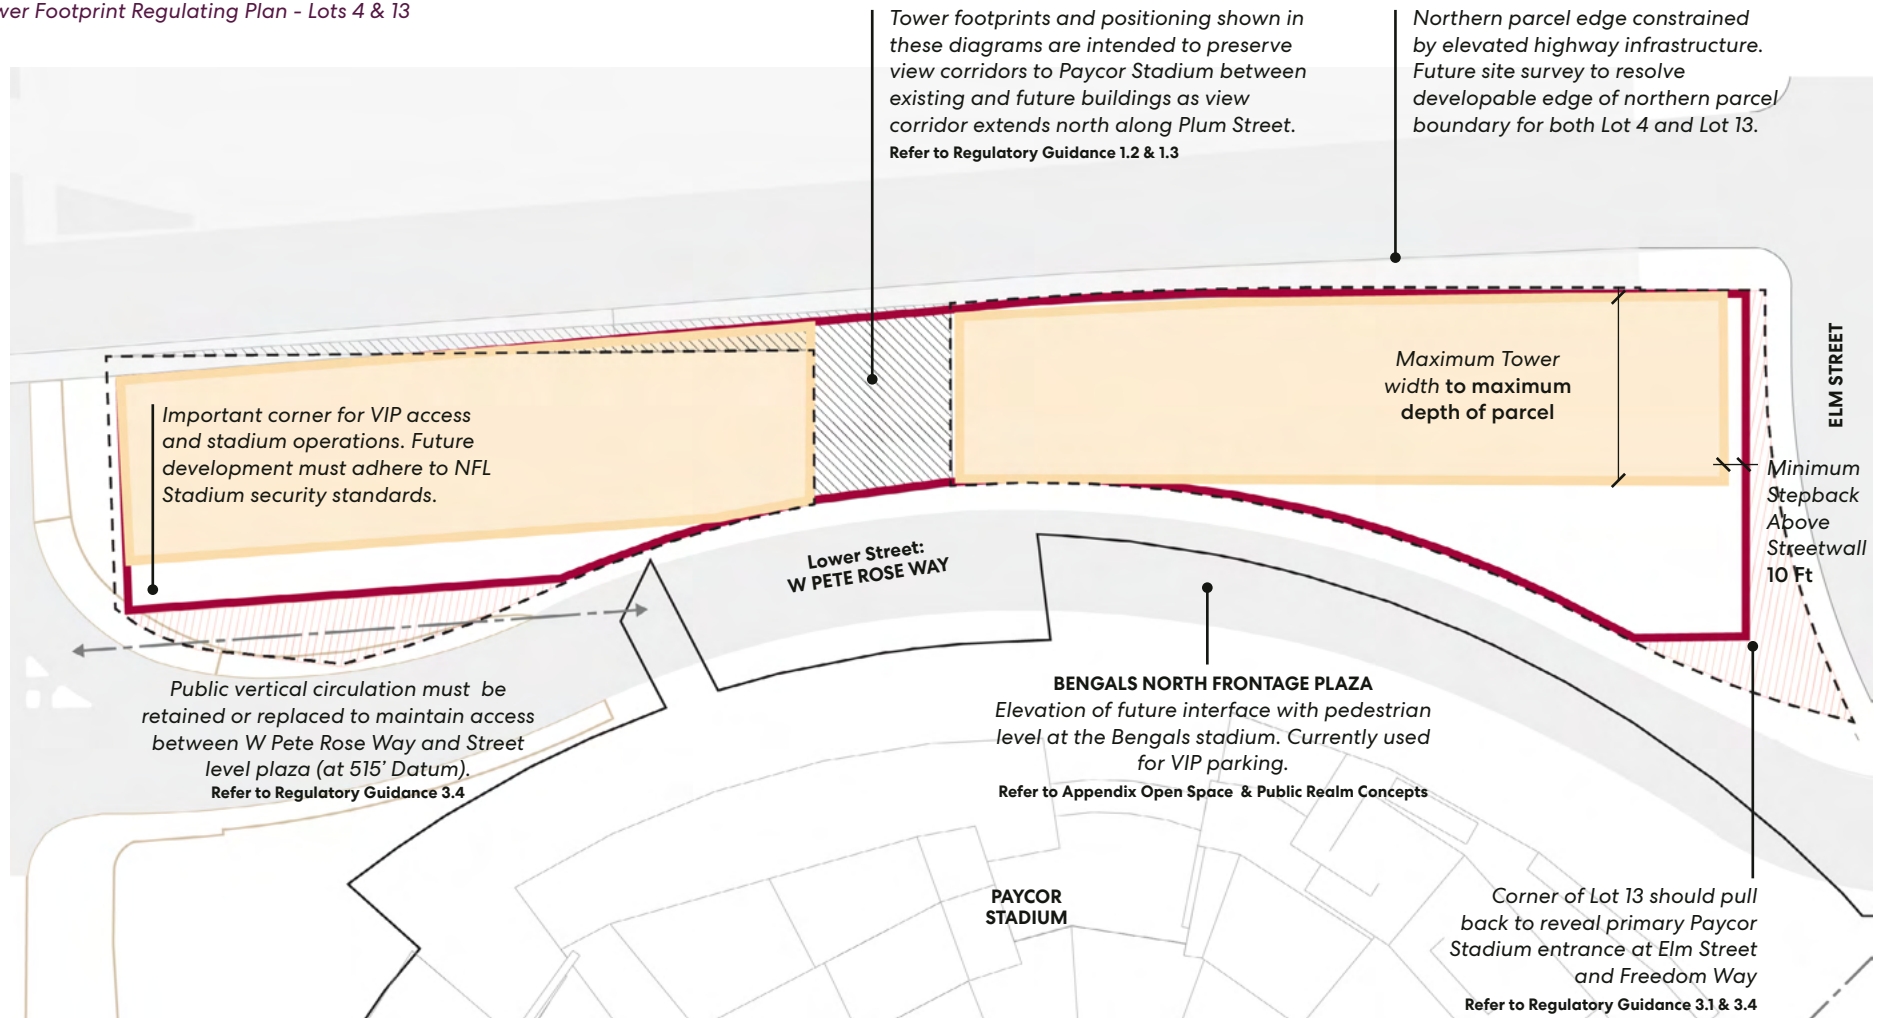 wer Footprint Regulating Plan - Lots 4 & 13
Tower footprints and positioning shown in
these diagrams are intended to preserve
view corridors to Paycor Stadium between
existing and future buildings as view
corridor extends north along Plum Street.
Refer to Regulatory Guidance 1.2 & 1.3
Northern parcel edge constrained
by elevated highway infrastructure.
Future site survey to resolve
developable edge of northern parcel
boundary for both Lot 4 and Lot 13.
Important corner for VIP access
and stadium operations. Future
development must adhere to NFL
Stadium security standards.
Maximum Tower
width to maximum
depth of parcel
ELM STREET
Minimum
Stepback
Above
Streetwall
10 Ft
Lower Street:
W PETE ROSE WAY
Public vertical circulation must be
retained or replaced to maintain access
between W Pete Rose Way and Street
level plaza (at 515' Datum).
Refer to Regulatory Guidance 3.4
BENGALS NORTH FRONTAGE PLAZA
Elevation of future interface with pedestrian
level at the Bengals stadium. Currently used
for VIP parking.
Refer to Appendix Open Space & Public Realm Concepts
PAYCOR
STADIUM
Corner of Lot 13 should pull
back to reveal primary Paycor
Stadium entrance at Elm Street
and Freedom Way
Refer to Regulatory Guidance 3.1 & 3.4